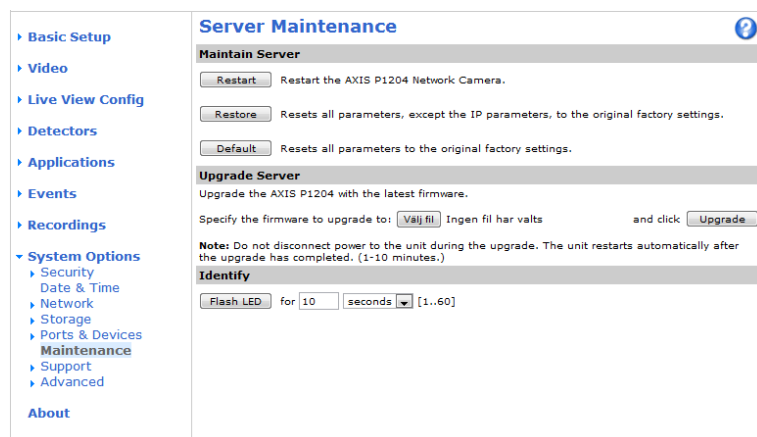 Basic Setup
Video
Live View Config
Detectors
Applications
Events
Recordings
System Options
Security
Date & Time
Network
Storage
Ports & Devices
Maintenance
Support
Advanced
About
Server Maintenance
?
Maintain Server
Restart Restart the AXIS P1204 Network Camera.
Restore Resets all parameters, except the IP parameters, to the original factory settings.
Default Resets all parameters to the original factory settings.
Upgrade Server
Upgrade the AXIS P1204 with the latest firmware.
Specify the firmware to upgrade to: Välj fil Ingen fil har valts and click Upgrade
Note: Do not disconnect power to the unit during the upgrade. The unit restarts automatically after
the upgrade has completed. (1-10 minutes.)
Identify
Flash LED for 10 seconds [1..60]